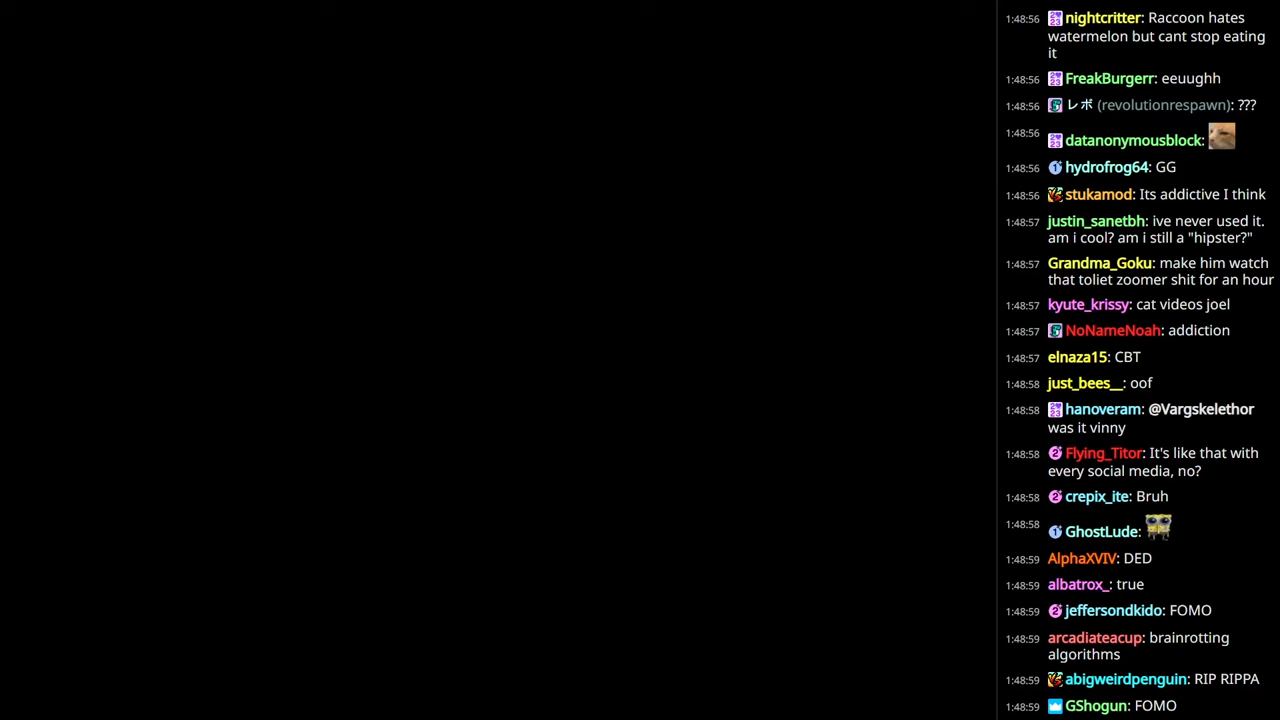 1:48:56 nightcritter: Raccoon hates
watermelon but cant stop eating
it
1:48:56 FreakBurgerr: eeuughh
1:48:56 レボ (revolutionrespawn): ???
1:48:56 datanonymousblock:
1:48:56 hydrofrog64: GG
1:48:56 stukamod: Its addictive I think
1:48:57 justin_sanetbh: ive never used it.
am i cool? am i still a "hipster?"
1:48:57 Grandma_Goku: make him watch
that toliet zoomer shit for an hour
1:48:57 kyute_krissy: cat videos joel
1:48:57 NoNameNoah: addiction
1:48:57 elnaza15: CBT
1:48:58 just_bees__: oof
1:48:58 hanoveram: @Vargskelethor
was it vinny
1:48:58 Flying_Titor: It's like that with
every social media, no?
1:48:58 crepix_ite: Bruh
1:48:58 GhostLude:
1:48:59 AlphaXVIV: DED
1:48:59 albatrox_: true
1:48:59 jeffersondkido: FOMO
1:48:59 arcadiateacup: brainrotting
algorithms
1:48:59 abigweirdpenguin: RIP RIPPA
1:48:59 GShogun: FOMO